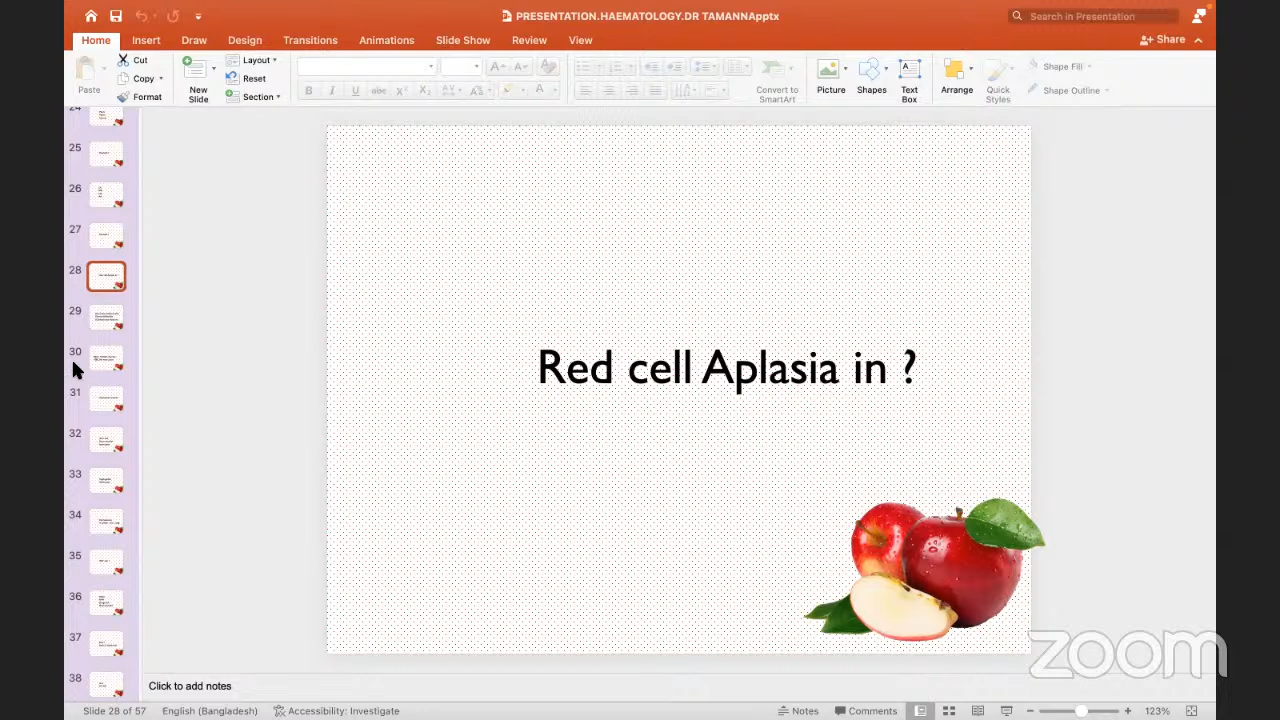 PRESENTATION.HAEMATOLOGY.DR TAMANNApptx
Search in Presentation
Home Insert Draw Design Transitions Animations Slide Show Review View
Share
Paste
Cut
Copy
Format
New Slide
Layout
Reset
Section
Convert to SmartArt
Picture
Shapes
Text Box
Arrange
Quick Styles
Shape Fill
Shape Outline
24
25
26
27
28
29
30
31
32
33
34
35
36
37
38
Red cell Aplasia in ?
zoom
Click to add notes
Slide 28 of 57 English (Bangladesh) Accessibility: Investigate Notes Comments 123%